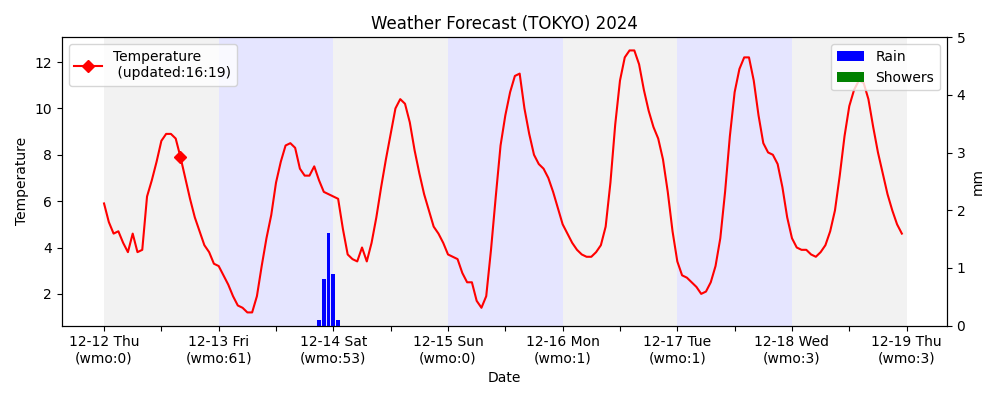 Weather Forecast (TOKYO) 2024
Temperature
(updated:16:19)
Rain
Showers
Temperature
12
10
8
6
4
2
5
4
3
2
1
0
mm
12-12 Thu
(wmo:0)
12-13 Fri
(wmo:61)
12-14 Sat
(wmo:53)
12-15 Sun
(wmo:0)
12-16 Mon
(wmo:1)
12-17 Tue
(wmo:1)
12-18 Wed
(wmo:3)
12-19 Thu
(wmo:3)
Date